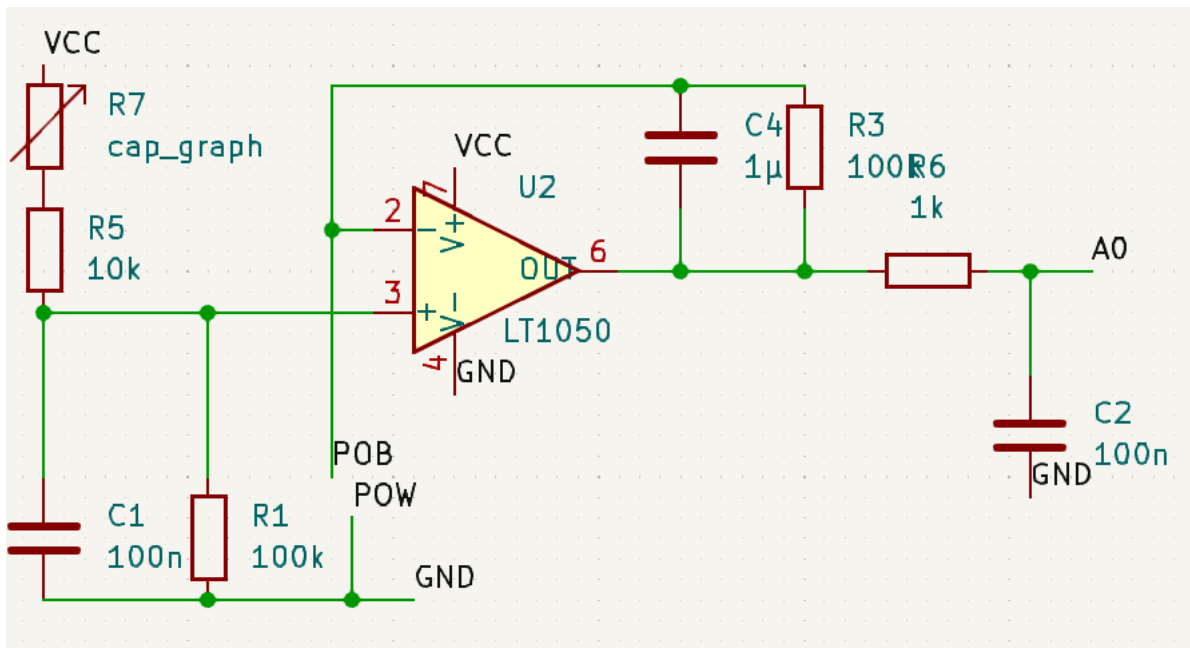 VCC
R7
cap_graph
R5
10k
VCC
7
U2
2
-
V+
OUT
6
3
+
V-
LT1050
4
GND
C4
1µ
R3
100k
R6
1k
A0
C2
100n
GND
POB
POW
C1
100n
R1
100k
GND